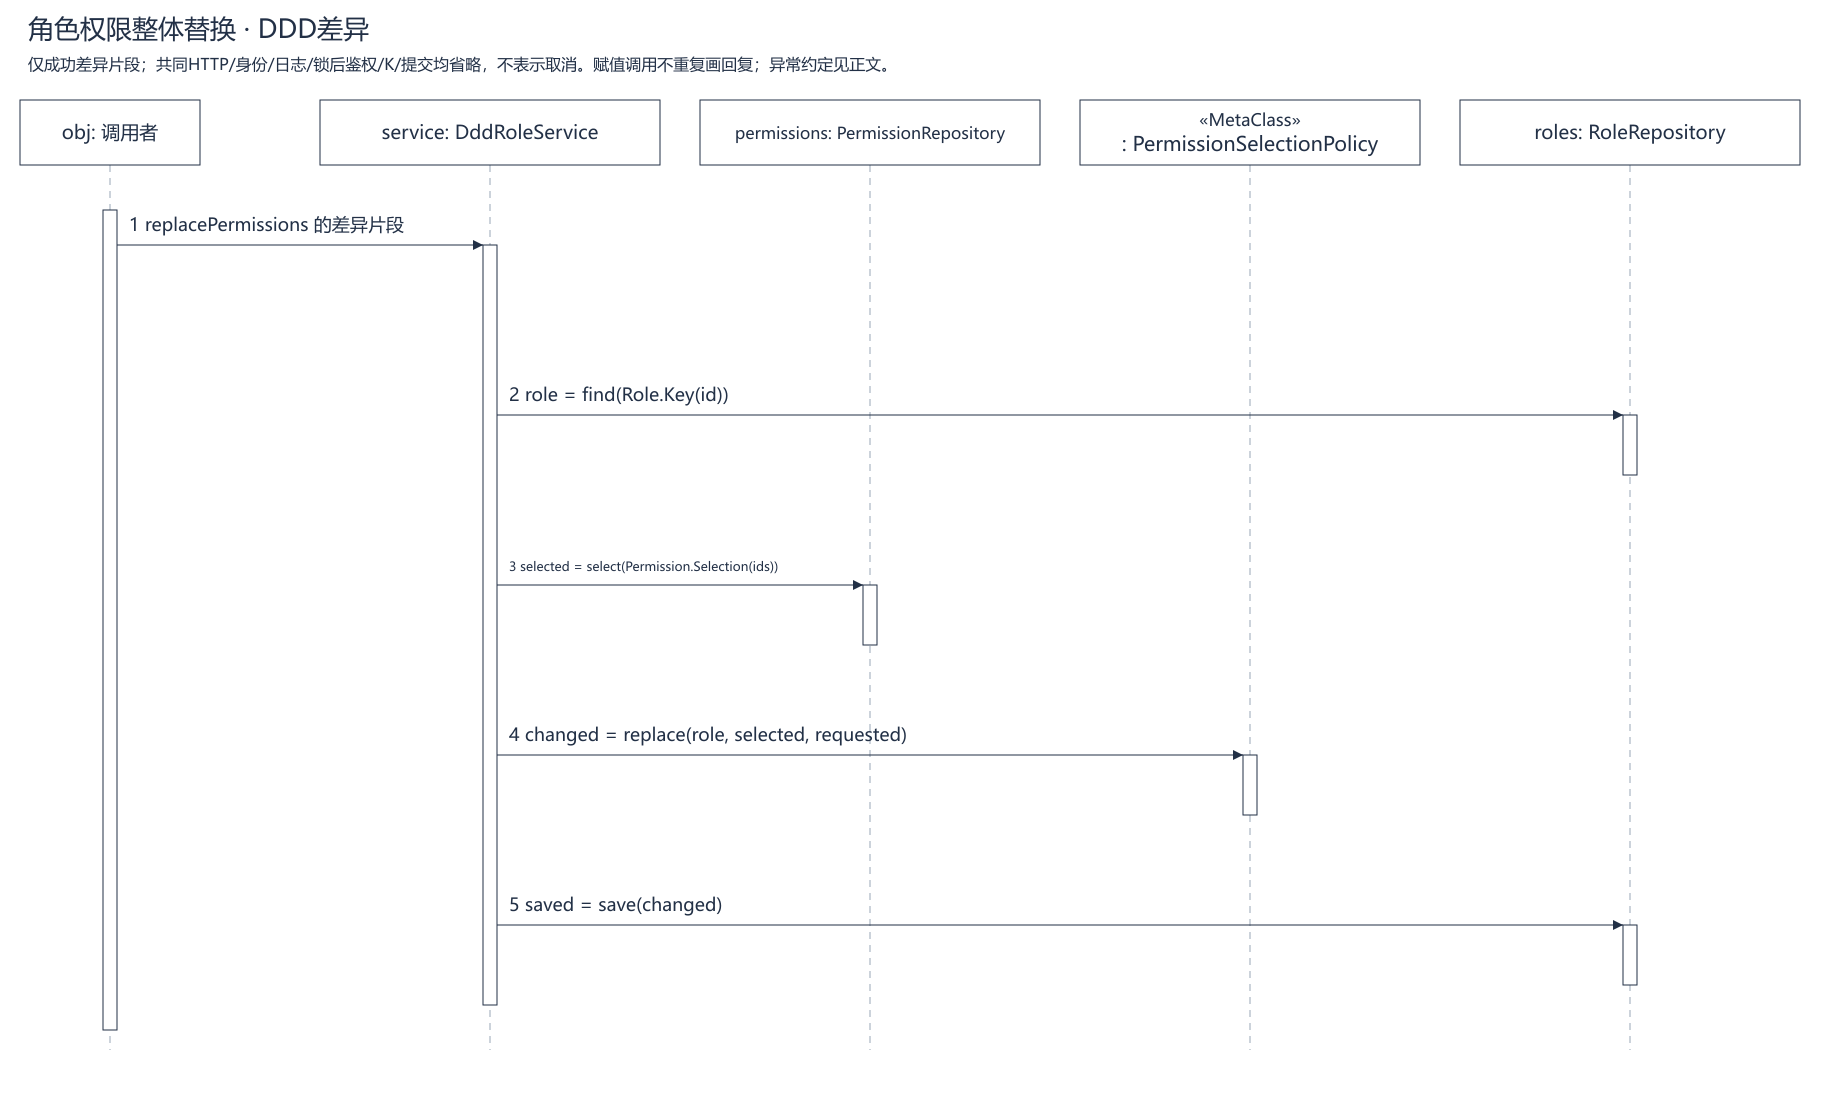 角色权限整体替换 · DDD差异
仅成功差异片段；共同HTTP/身份/日志/锁后鉴权/K/提交均省略，不表示取消。赋值调用不重复画回复；异常约定见正文。
obj: 调用者
service: DddRoleService
permissions: PermissionRepository
«MetaClass»
: PermissionSelectionPolicy
roles: RoleRepository
1 replacePermissions 的差异片段
2 role = find(Role.Key(id))
3 selected = select(Permission.Selection(ids))
4 changed = replace(role, selected, requested)
5 saved = save(changed)